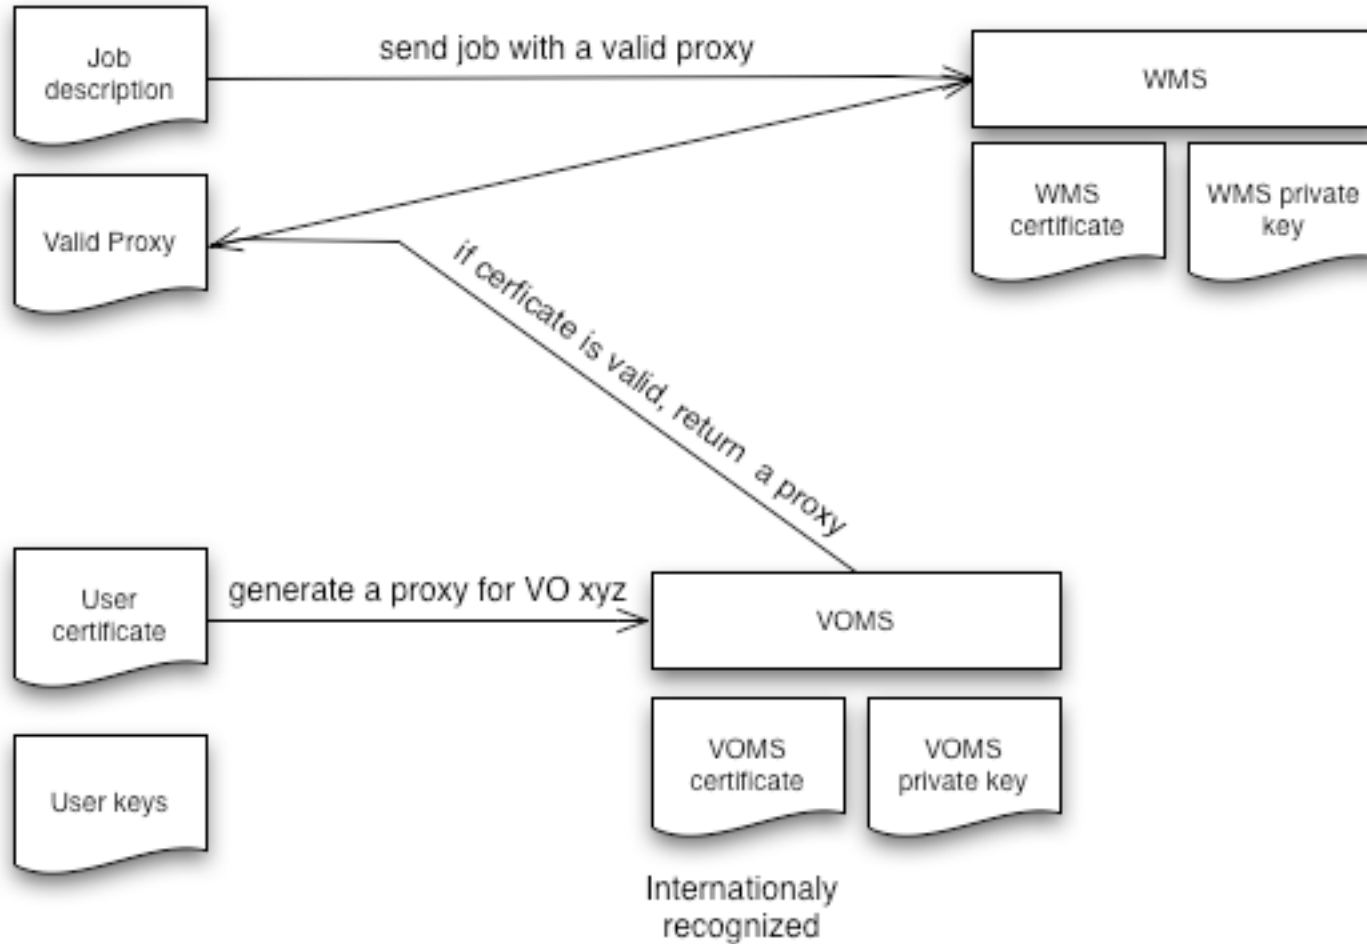 Job
description
send job with a valid proxy
WMS
Valid Proxy
WMS
certificate
WMS private
key
if cerficate is valid, return a proxy
User
certificate
generate a proxy for VO xyz
VOMS
User keys
VOMS
certificate
VOMS
private key
Internationaly
recognized